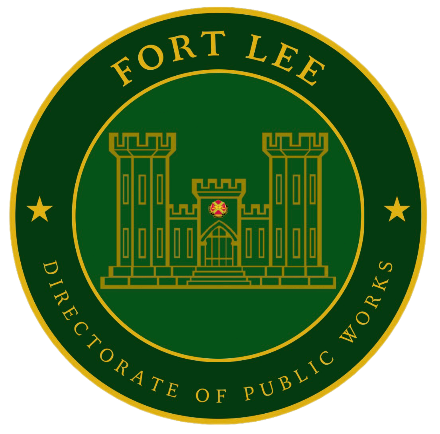 FORT LEE
DIRECTORATE OF PUBLIC WORKS